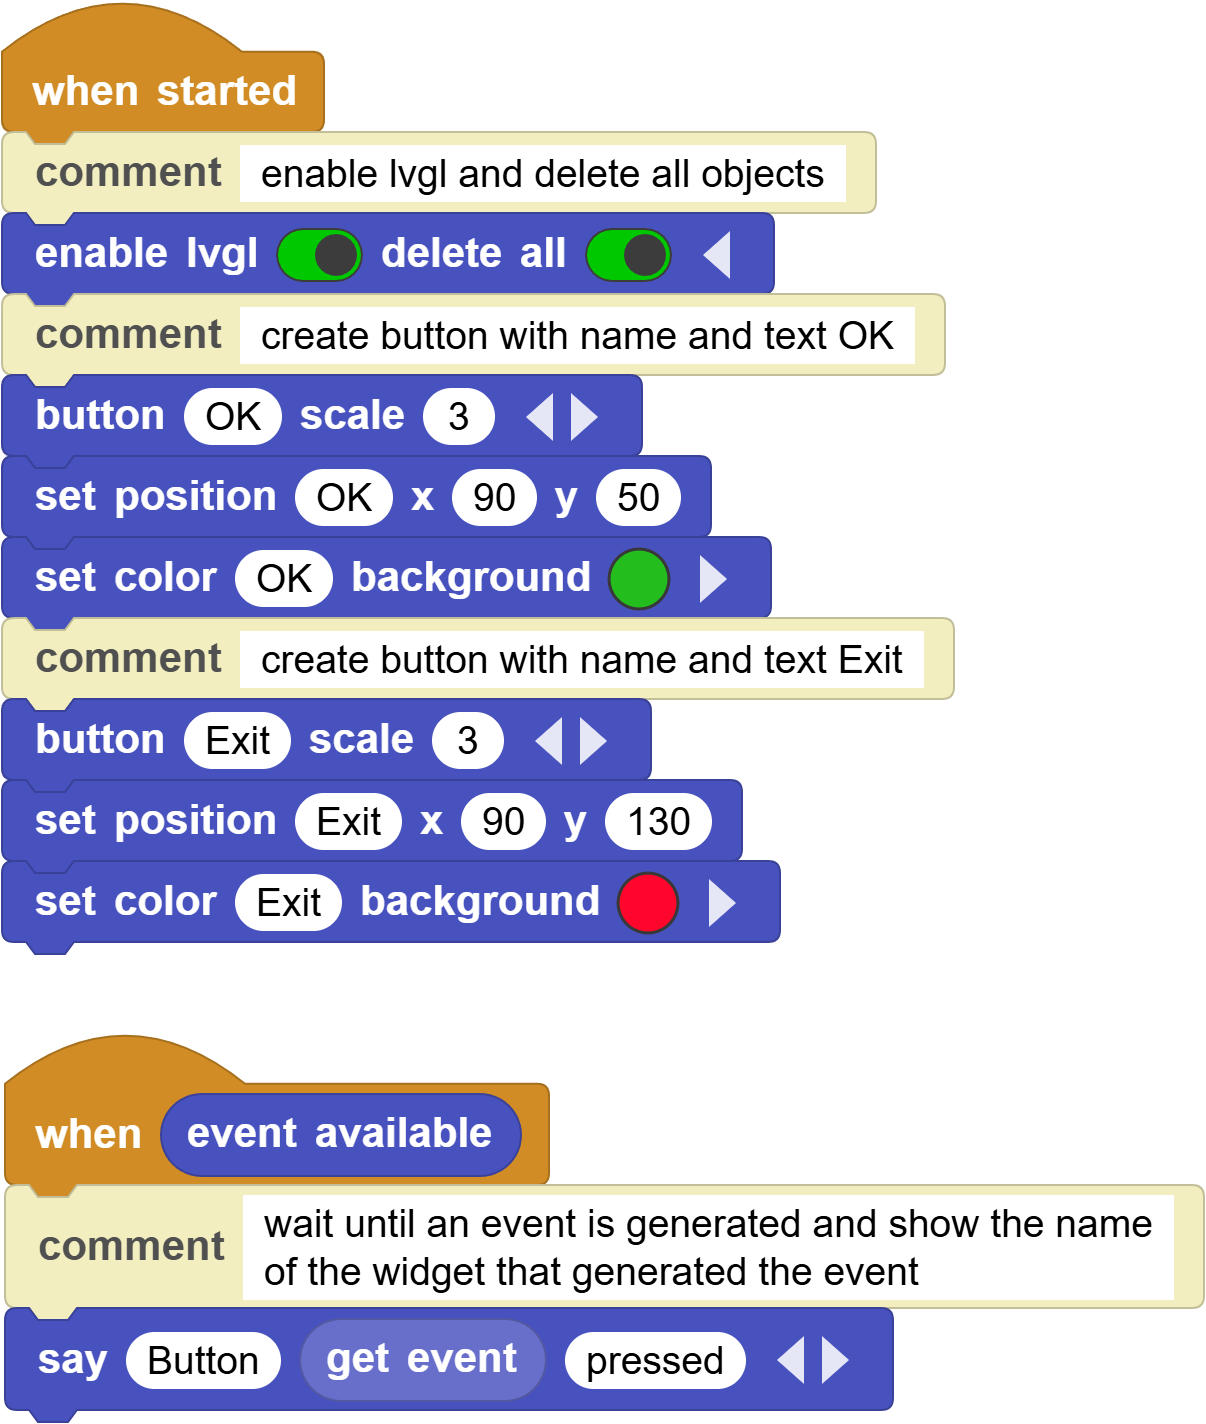 when started
comment enable lvgl and delete all objects
enable lvgl delete all
comment create button with name and text OK
button OK scale 3
set position OK x 90 y 50
set color OK background
comment create button with name and text Exit
button Exit scale 3
set position Exit x 90 y 130
set color Exit background
when event available
comment wait until an event is generated and show the name
of the widget that generated the event
say Button get event pressed